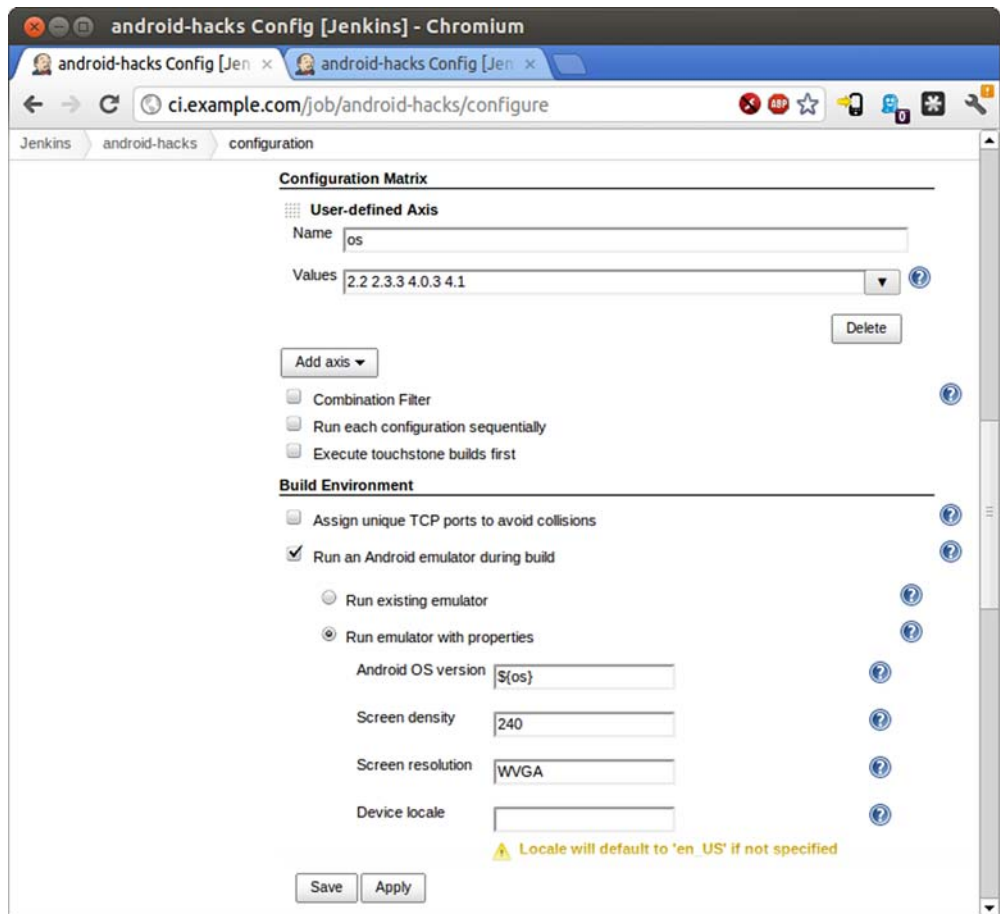 android-hacks Config [Jenkins] - Chromium
android-hacks Config [Jen × android-hacks Config [Jen ×
ci.example.com/job/android-hacks/configure ABP 0
Jenkins android-hacks configuration
Configuration Matrix
User-defined Axis
Name os
Values 2.2 2.3.3 4.0.3 4.1
Delete
Add axis
Combination Filter
Run each configuration sequentially
Execute touchstone builds first
Build Environment
Assign unique TCP ports to avoid collisions
Run an Android emulator during build
Run existing emulator
Run emulator with properties
Android OS version ${os}
Screen density 240
Screen resolution WVGA
Device locale
Locale will default to 'en_US' if not specified
Save Apply